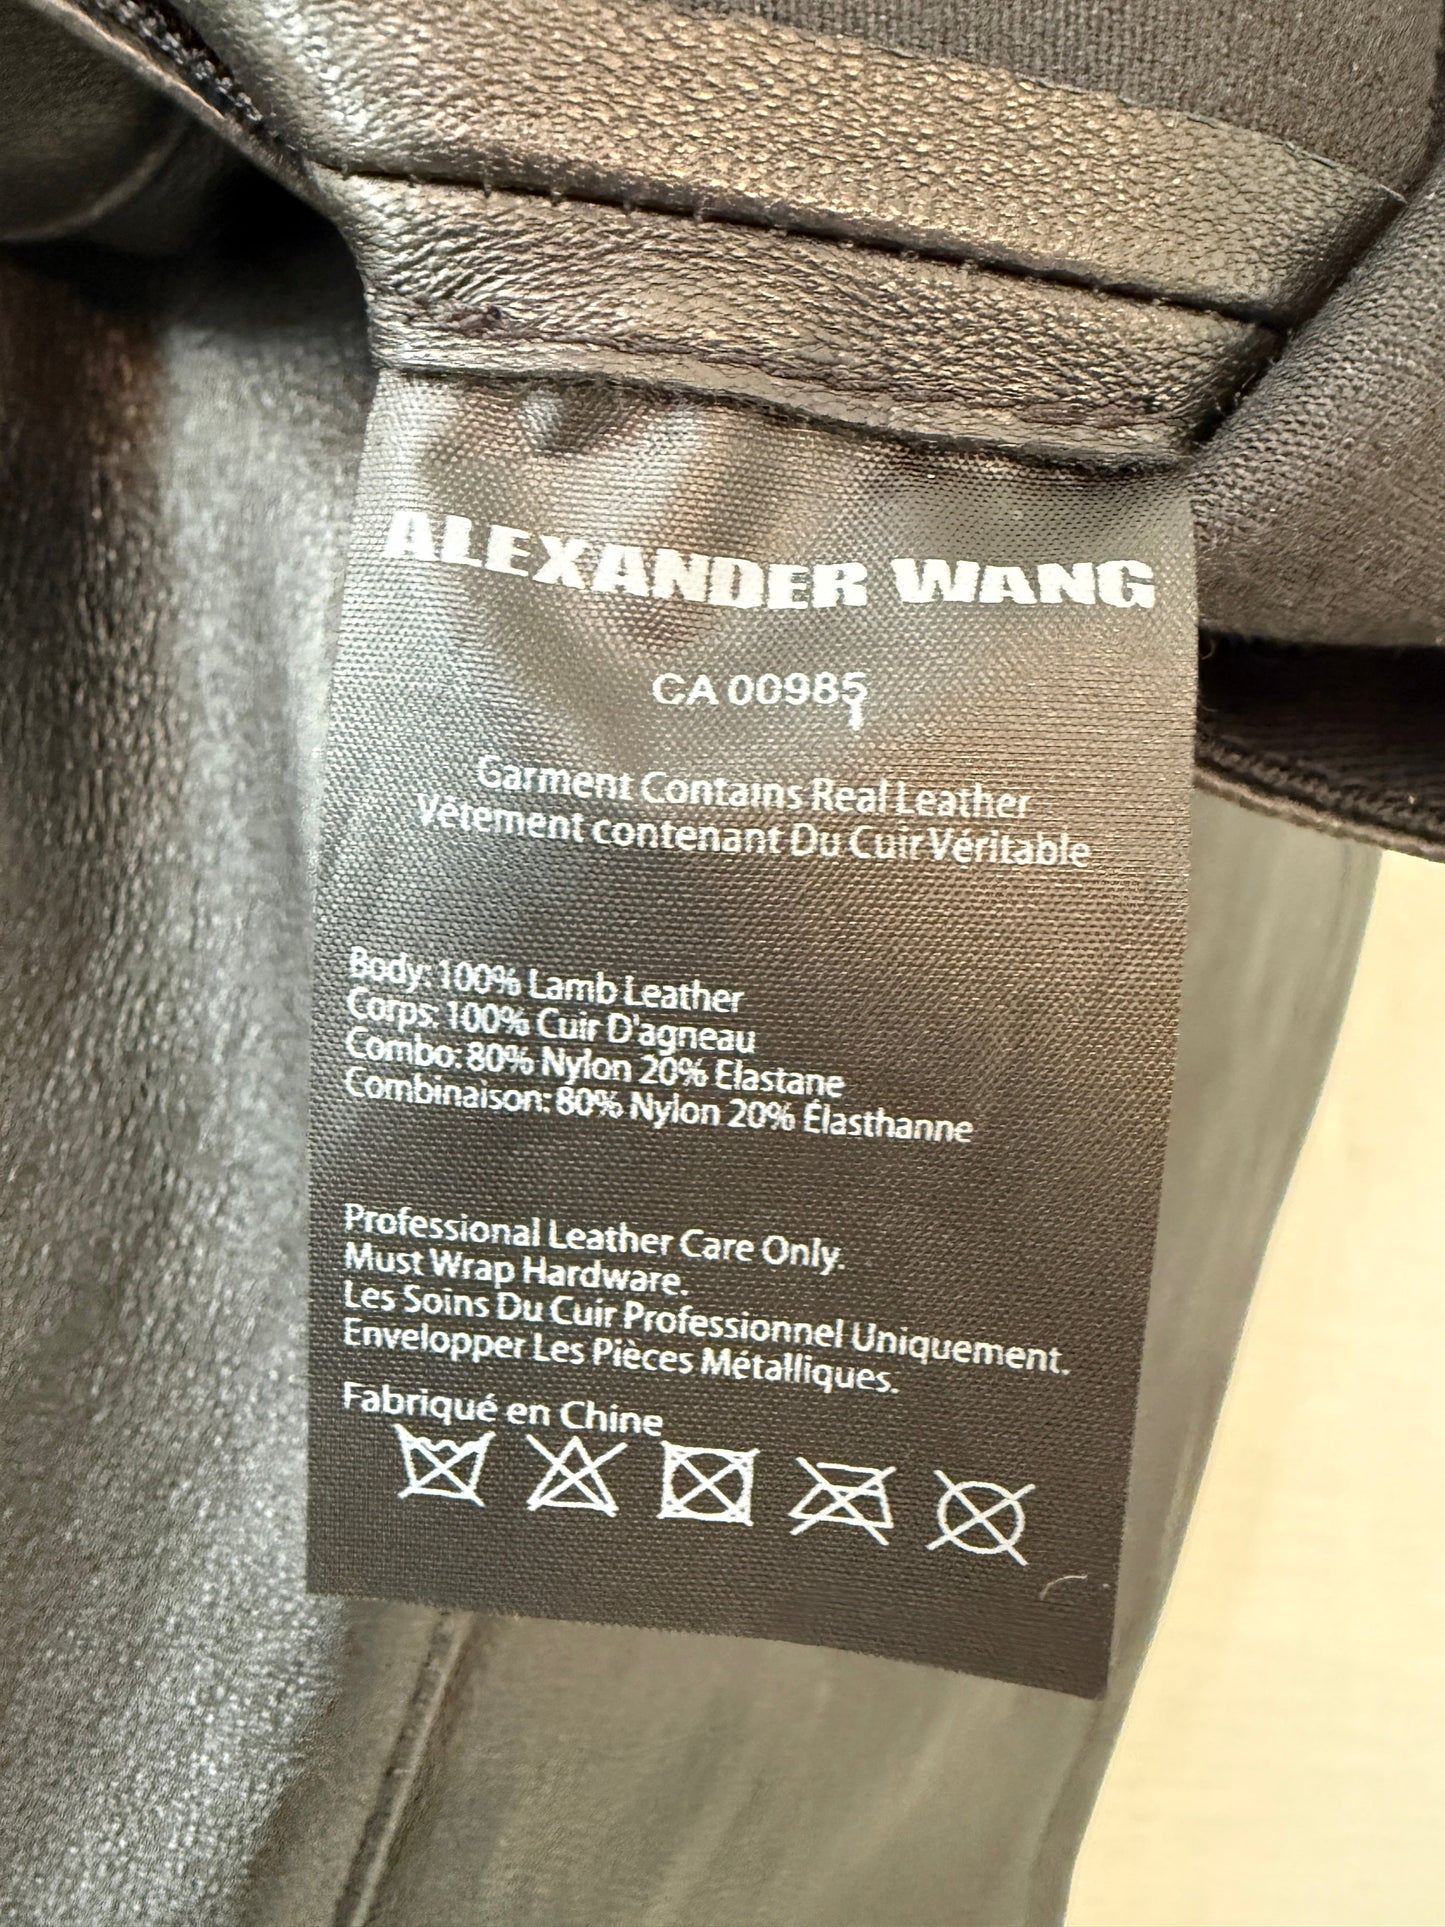 ALEXANDER WANG
CA 00985
Garment Contains Real Leather
Vêtement contenant Du Cuir Véritable
Body: 100% Lamb Leather
Corps: 100% Cuir D'agneau
Combo: 80% Nylon 20% Elastane
Combinaison: 80% Nylon 20% Élasthanne
Professional Leather Care Only.
Must Wrap Hardware.
Les Soins Du Cuir Professionnel Uniquement.
Envelopper Les Pièces Métalliques.
Fabriqué en Chine